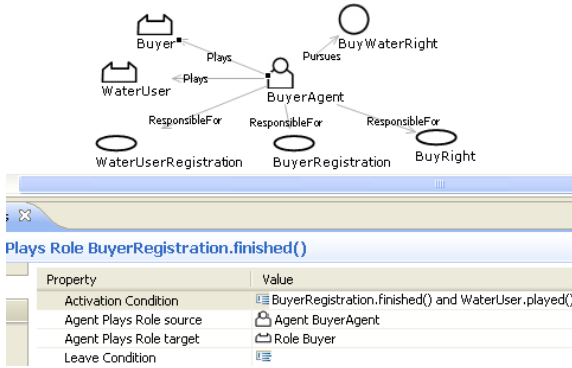 Buyer
BuyWaterRight
Plays
Pursues
WaterUser
Plays
BuyerAgent
ResponsibleFor
ResponsibleFor
ResponsibleFor
WaterUserRegistration
BuyerRegistration
BuyRight
s
Plays Role BuyerRegistration.finished()
Property Value
Activation Condition BuyerRegistration.finished() and WaterUser.played()
Agent Plays Role source Agent BuyerAgent
Agent Plays Role target Role Buyer
Leave Condition